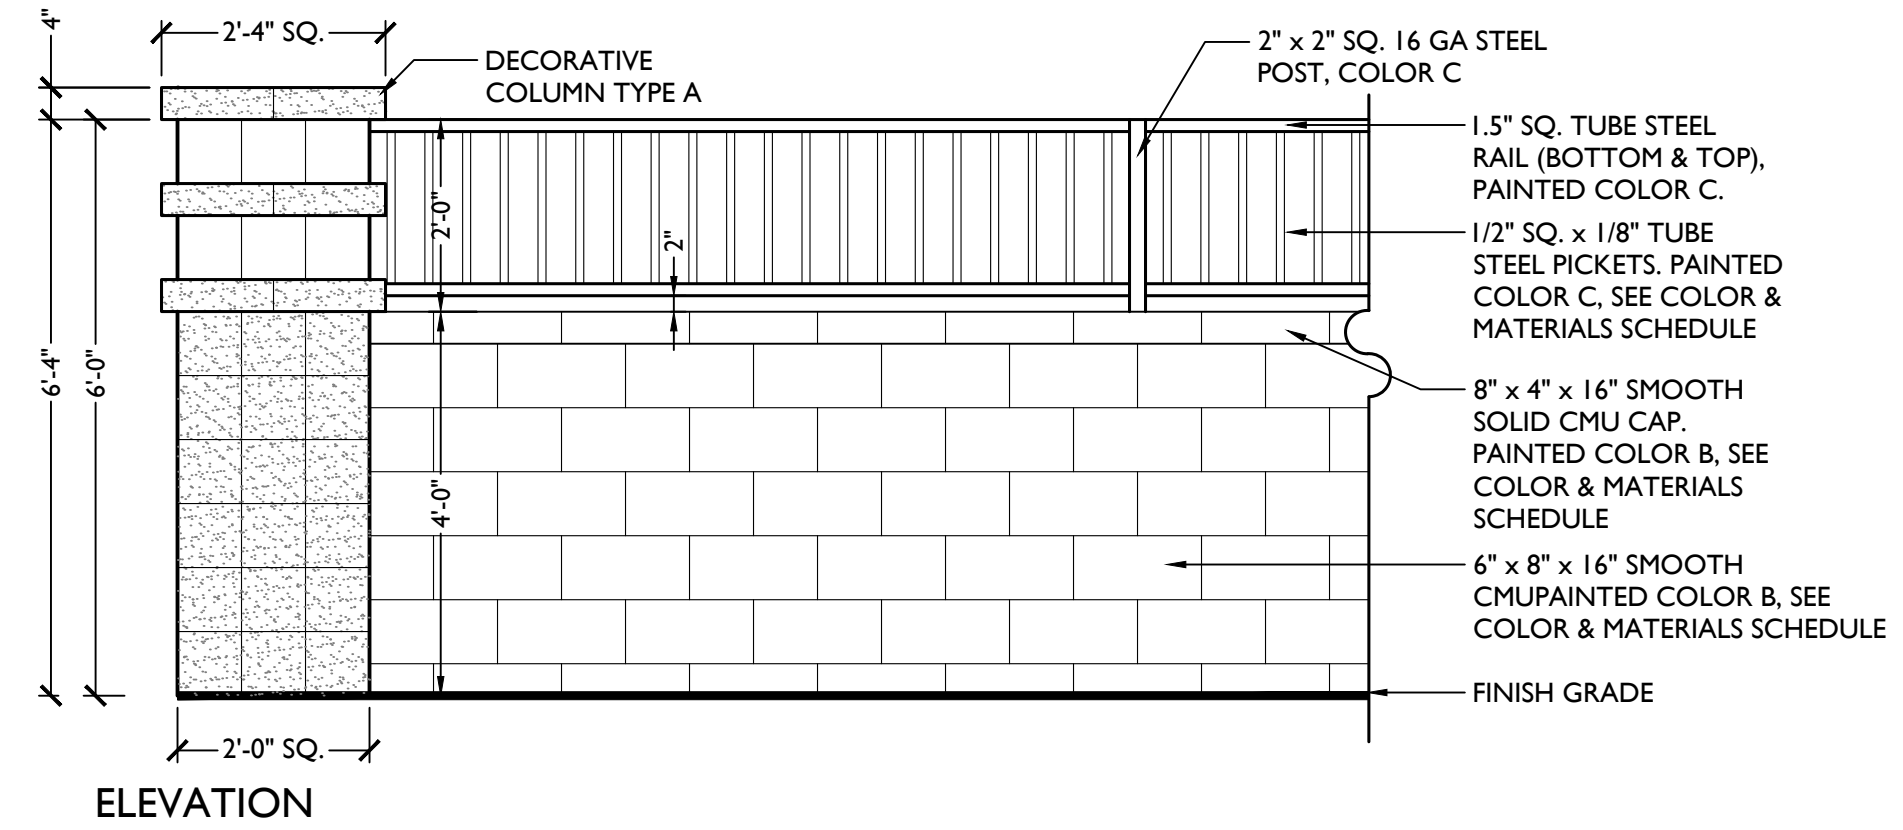 4"
2'-4" SQ.
DECORATIVE
COLUMN TYPE A
2" x 2" SQ. 16 GA STEEL
POST, COLOR C
1.5" SQ. TUBE STEEL
RAIL (BOTTOM & TOP),
PAINTED COLOR C.
2'-0"
2"
1/2" SQ. x 1/8" TUBE
STEEL PICKETS. PAINTED
COLOR C, SEE COLOR &
MATERIALS SCHEDULE
6'-4"
6'-0"
8" x 4" x 16" SMOOTH
SOLID CMU CAP.
PAINTED COLOR B, SEE
COLOR & MATERIALS
SCHEDULE
4'-0"
6" x 8" x 16" SMOOTH
CMUPAINTED COLOR B, SEE
COLOR & MATERIALS SCHEDULE
FINISH GRADE
2'-0" SQ.
ELEVATION